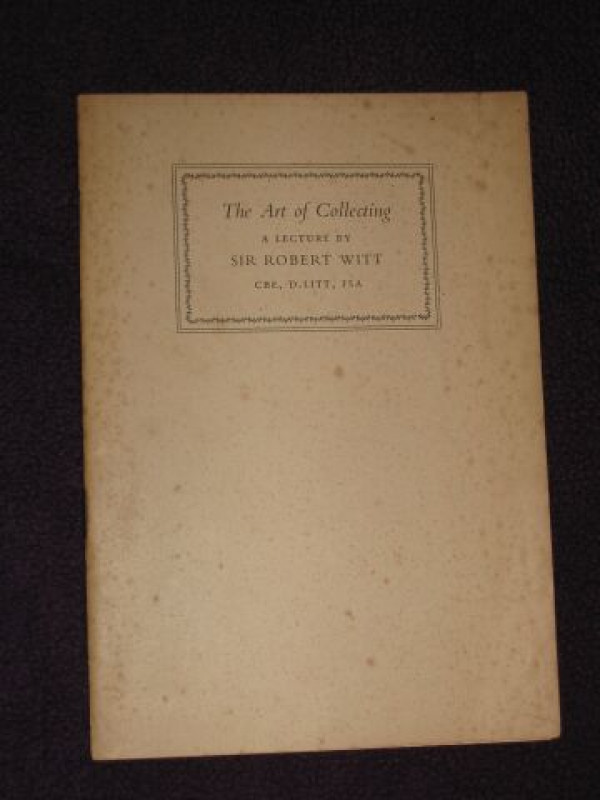 The Art of Collecting
A LECTURE BY
SIR ROBERT WITT
CBE, D.LITT, FSA